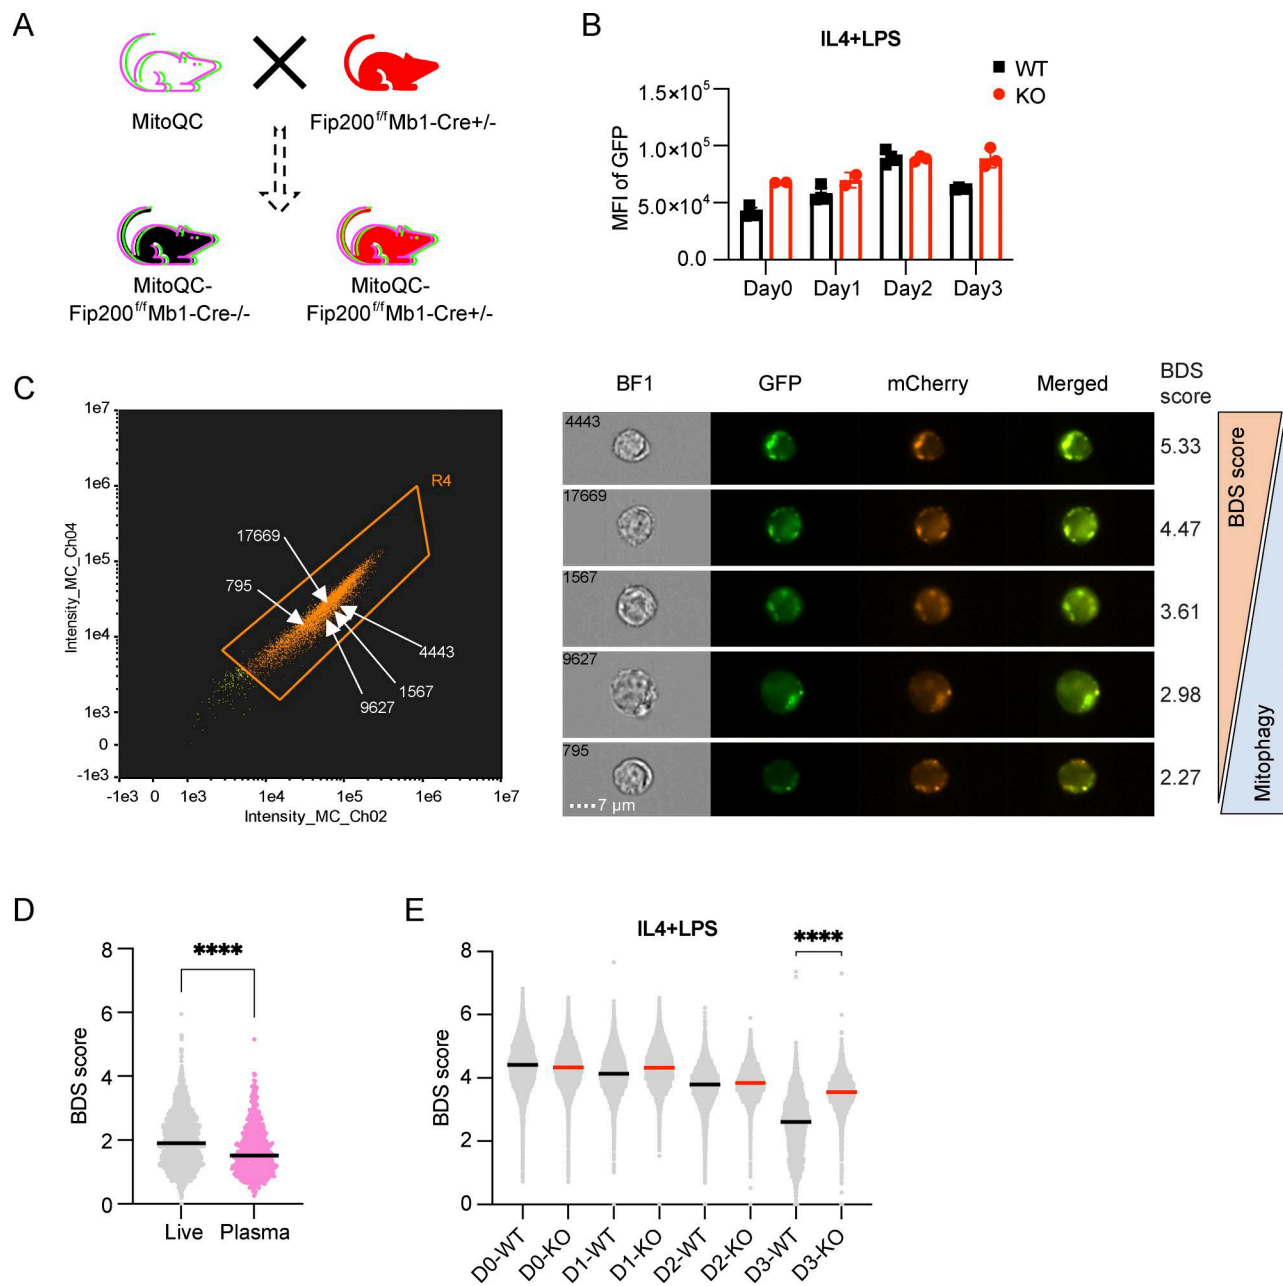 A
MitoQC
Fip200f/fMb1-Cre+/-
MitoQC-
Fip200f/fMb1-Cre-/-
MitoQC-
Fip200f/fMb1-Cre+/-
B
IL4+LPS
WT
KO
MFI of GFP
1.5×10⁵
1.0×10⁵
5.0×10⁴
0.0
Day0 Day1 Day2 Day3
C
Intensity_MC_Ch04
1e7
1e6
1e5
1e4
1e3
0
-1e3
R4
17669
795
4443
1567
9627
-1e3 0 1e3 1e4 1e5 1e6 1e7
Intensity_MC_Ch02
BF1 GFP mCherry Merged
BDS
score
4443
5.33
17669
4.47
1567
3.61
9627
2.98
795
7 µm
2.27
BDS score
Mitophagy
D
BDS score
8
6
4
2
0
****
Live Plasma
E
IL4+LPS
BDS score
8
6
4
2
0
****
D0-WT D0-KO D1-WT D1-KO D2-WT D2-KO D3-WT D3-KO